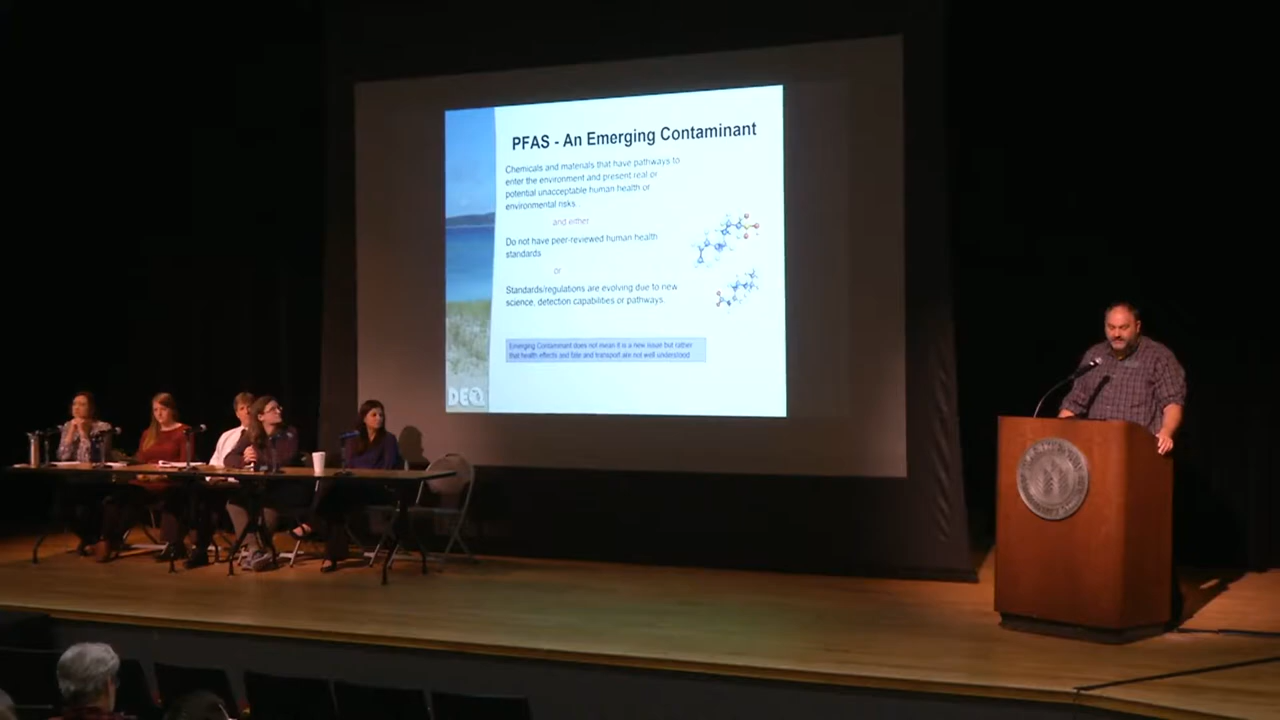 PFAS - An Emerging Contaminant
Chemicals and materials that have pathways to
enter the environment and present real or
potential unacceptable human health or
environmental risks...
and either
Do not have peer-reviewed human health
standards
or
Standards/regulations are evolving due to new
science, detection capabilities or pathways.
Emerging Contaminant does not mean it is a new issue but rather
that health effects and fate and transport are not well understood
DEQ